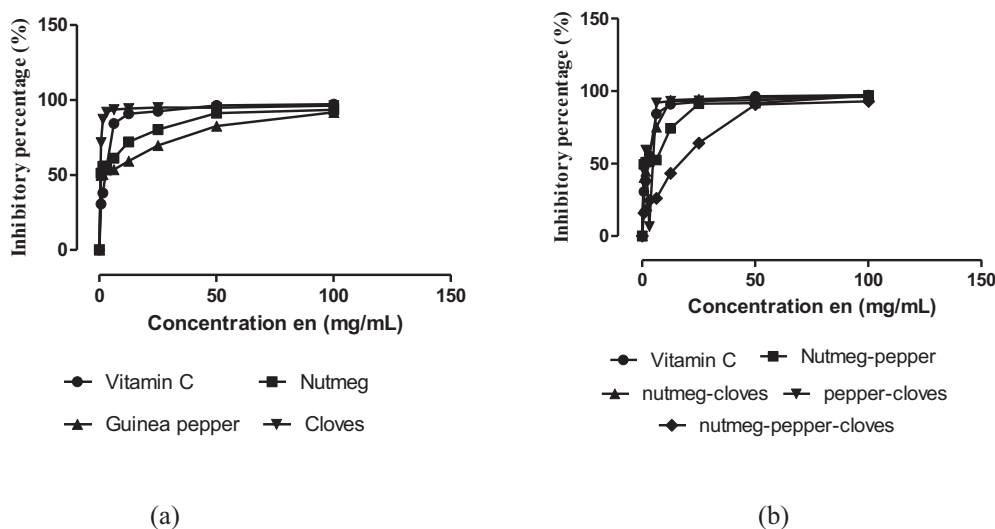 Inhibitory percentage (%)
150
100
50
0
0 50 100 150
Concentration en (mg/mL)
Vitamin C Nutmeg
Guinea pepper Cloves
(a)
Inhibitory percentage (%)
150
100
50
0
0 50 100 150
Concentration en (mg/mL)
Vitamin C Nutmeg-pepper
nutmeg-cloves pepper-cloves
nutmeg-pepper-cloves
(b)